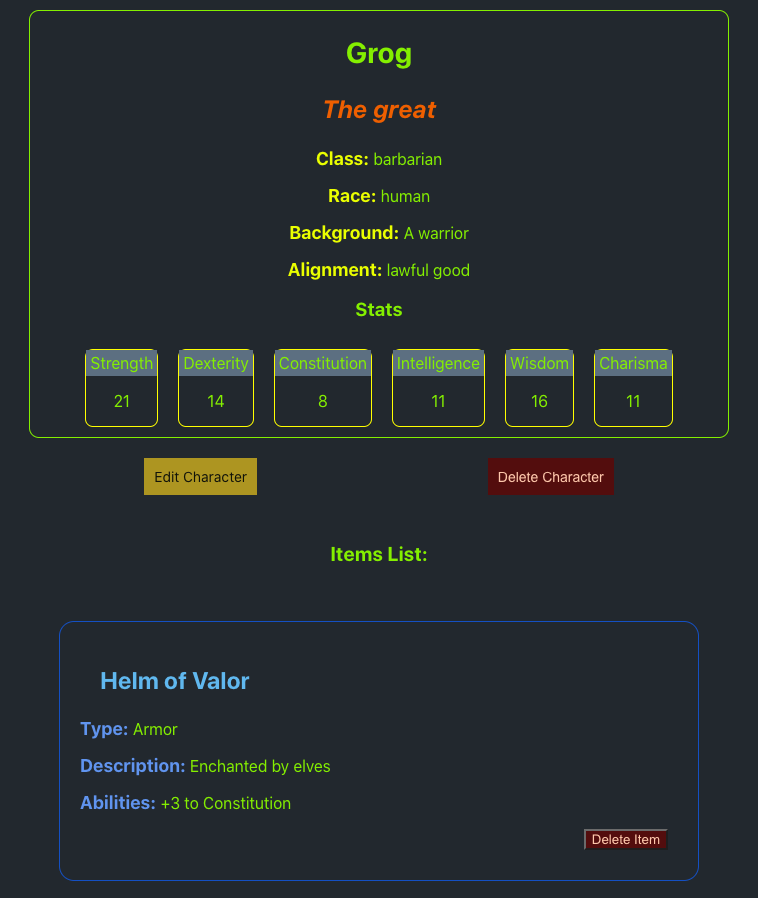 Grog
The great
Class: barbarian
Race: human
Background: A warrior
Alignment: lawful good
Stats
Strength Dexterity Constitution Intelligence Wisdom Charisma
21 14 8 11 16 11
Edit Character Delete Character
Items List:
Helm of Valor
Type: Armor
Description: Enchanted by elves
Abilities: +3 to Constitution
Delete Item